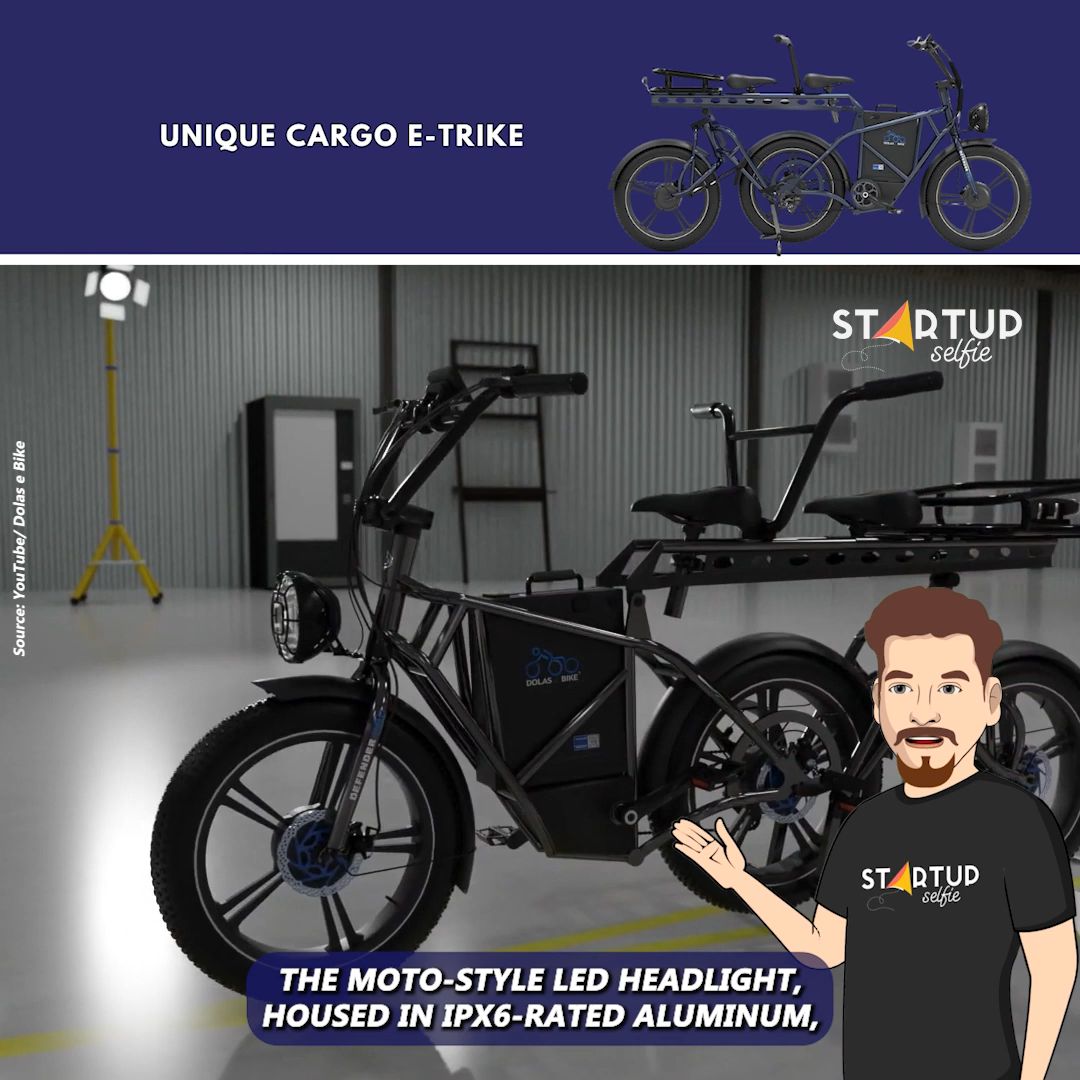 UNIQUE CARGO E-TRIKE
STARTUP
selfie
Source: YouTube/ Dolas e Bike
DOLAS BIKE
DEFENDER
STARTUP
selfie
THE MOTO-STYLE LED HEADLIGHT,
HOUSED IN IPX6-RATED ALUMINUM,